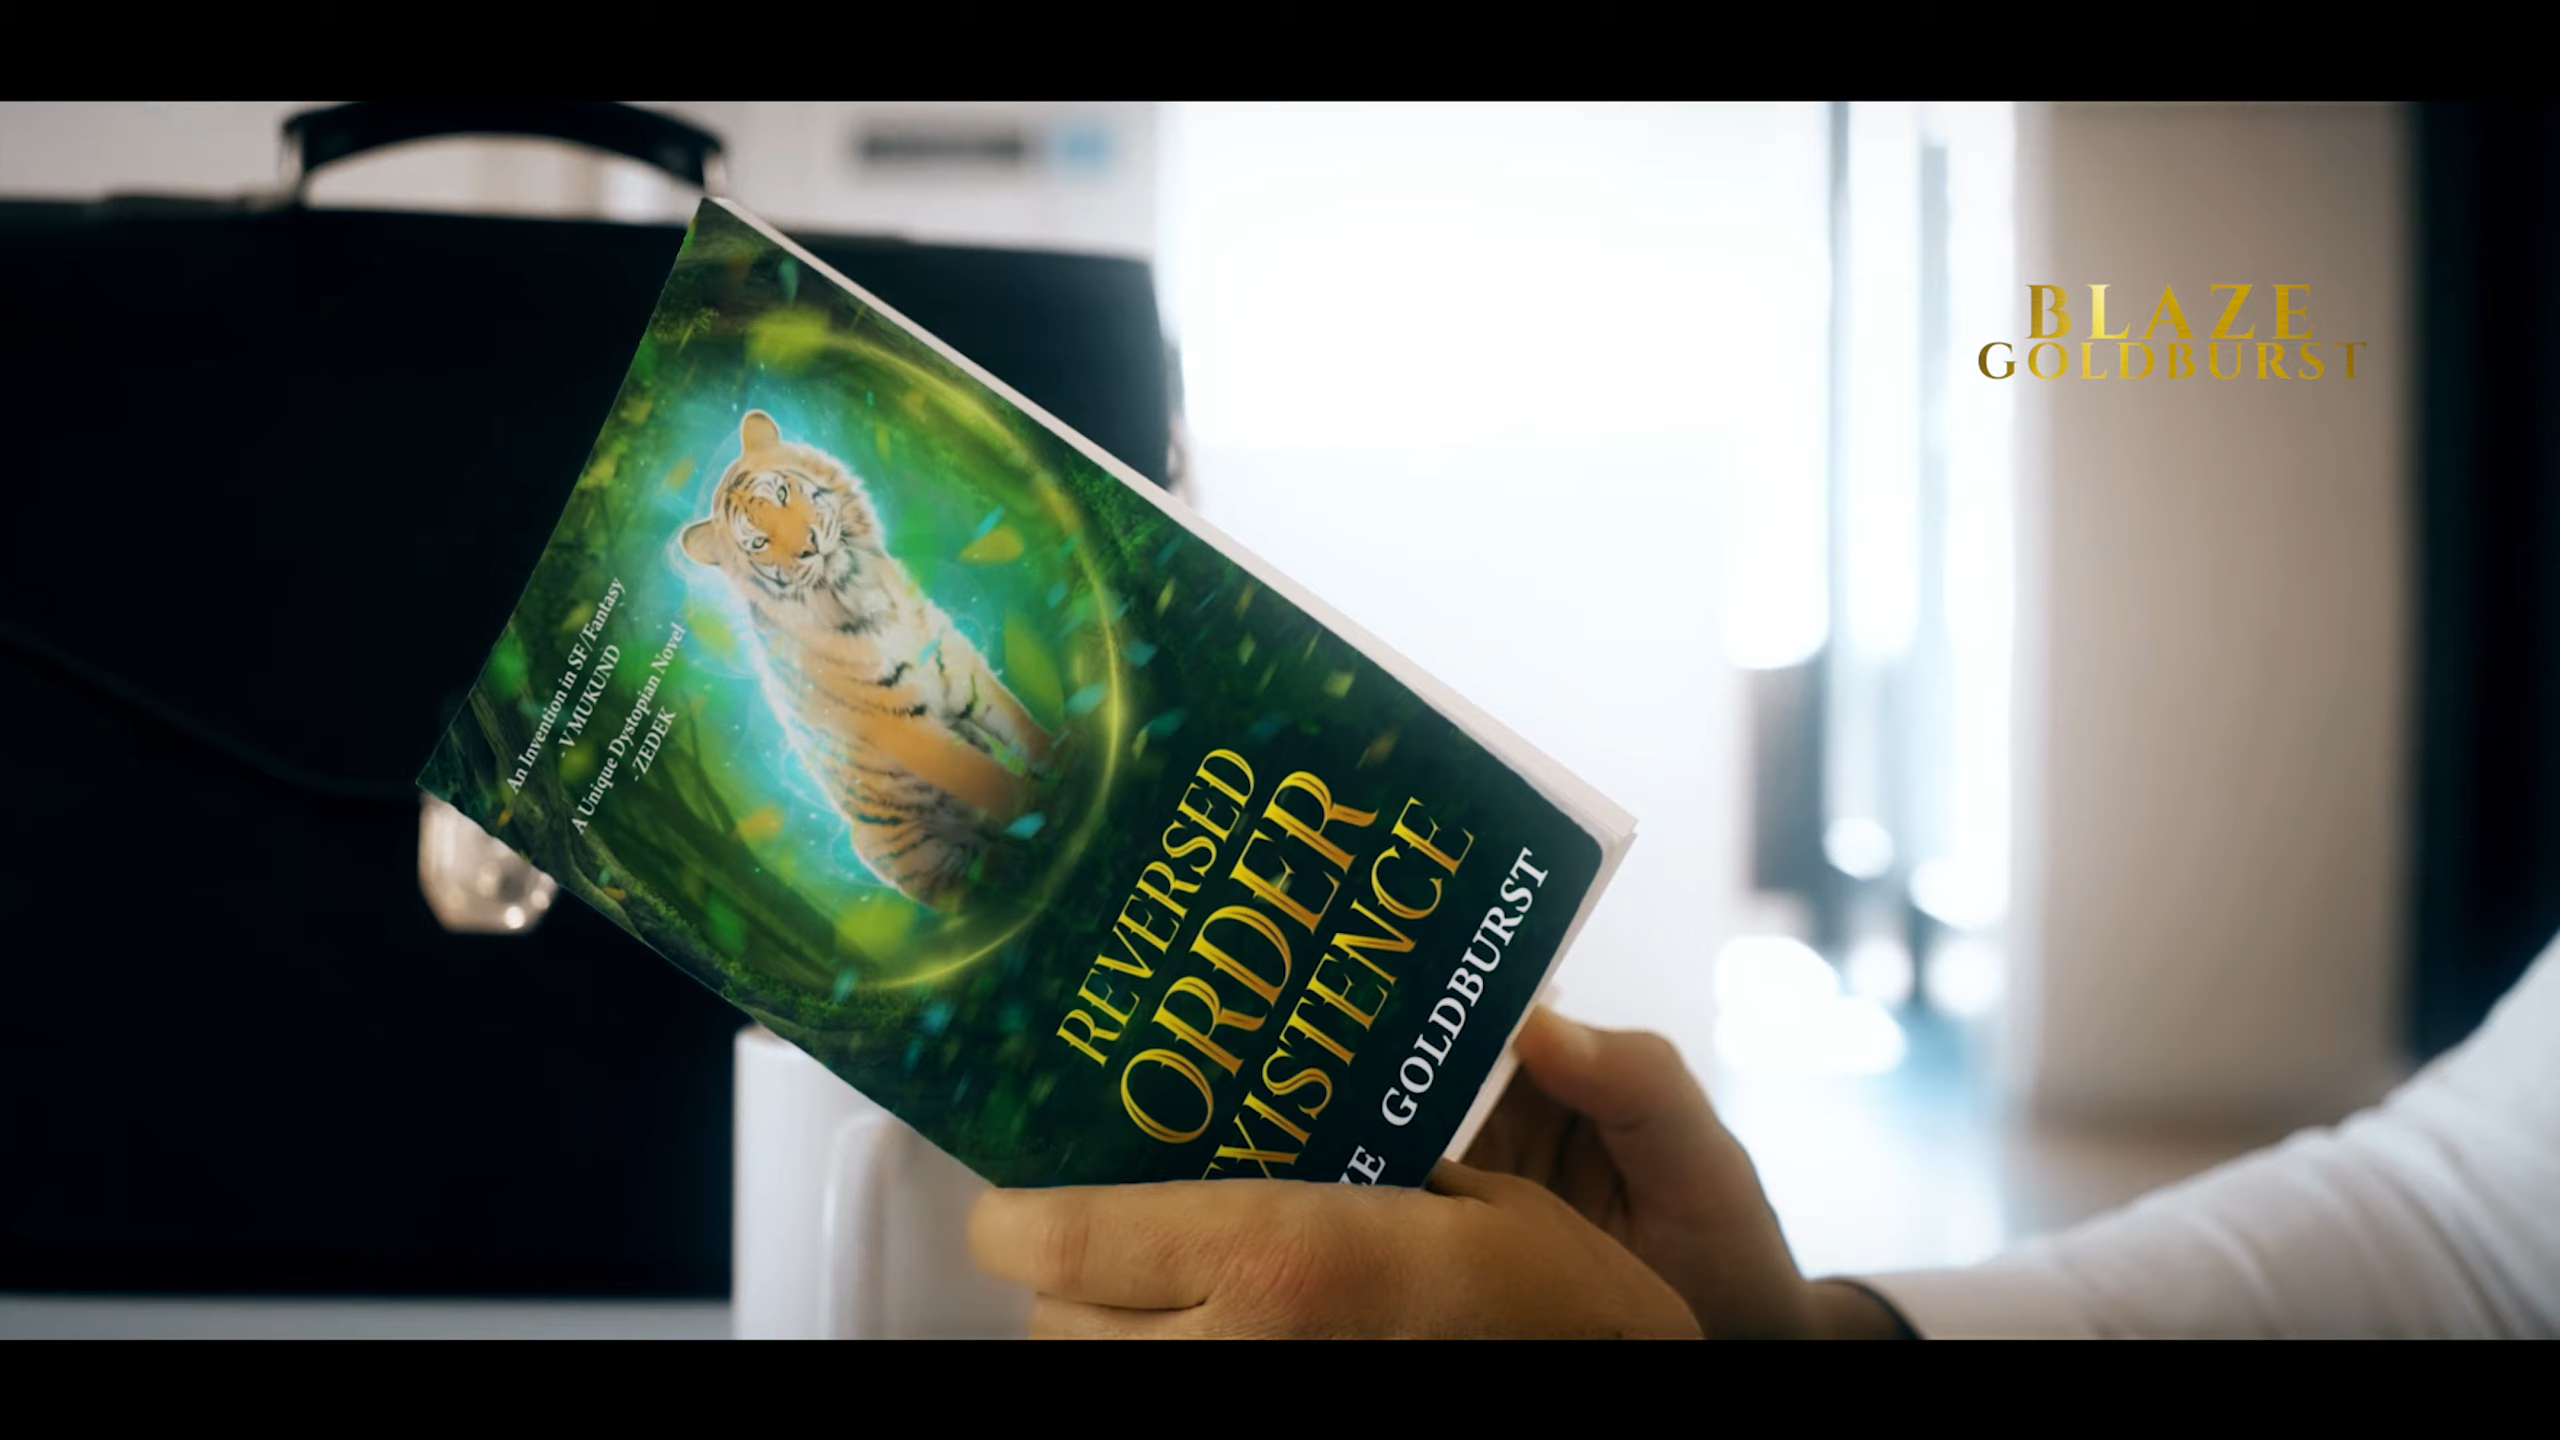 BLAZE
GOLDBURST
An Invention in SF/Fantasy
- V MUKUND
A Unique Dystopian Novel
-ZEDEK
REVERSED
ORDER
EXISTENCE
GOLDBURST